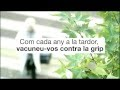 Com cada any a la tardor,
vacuneu-vos contra la grip